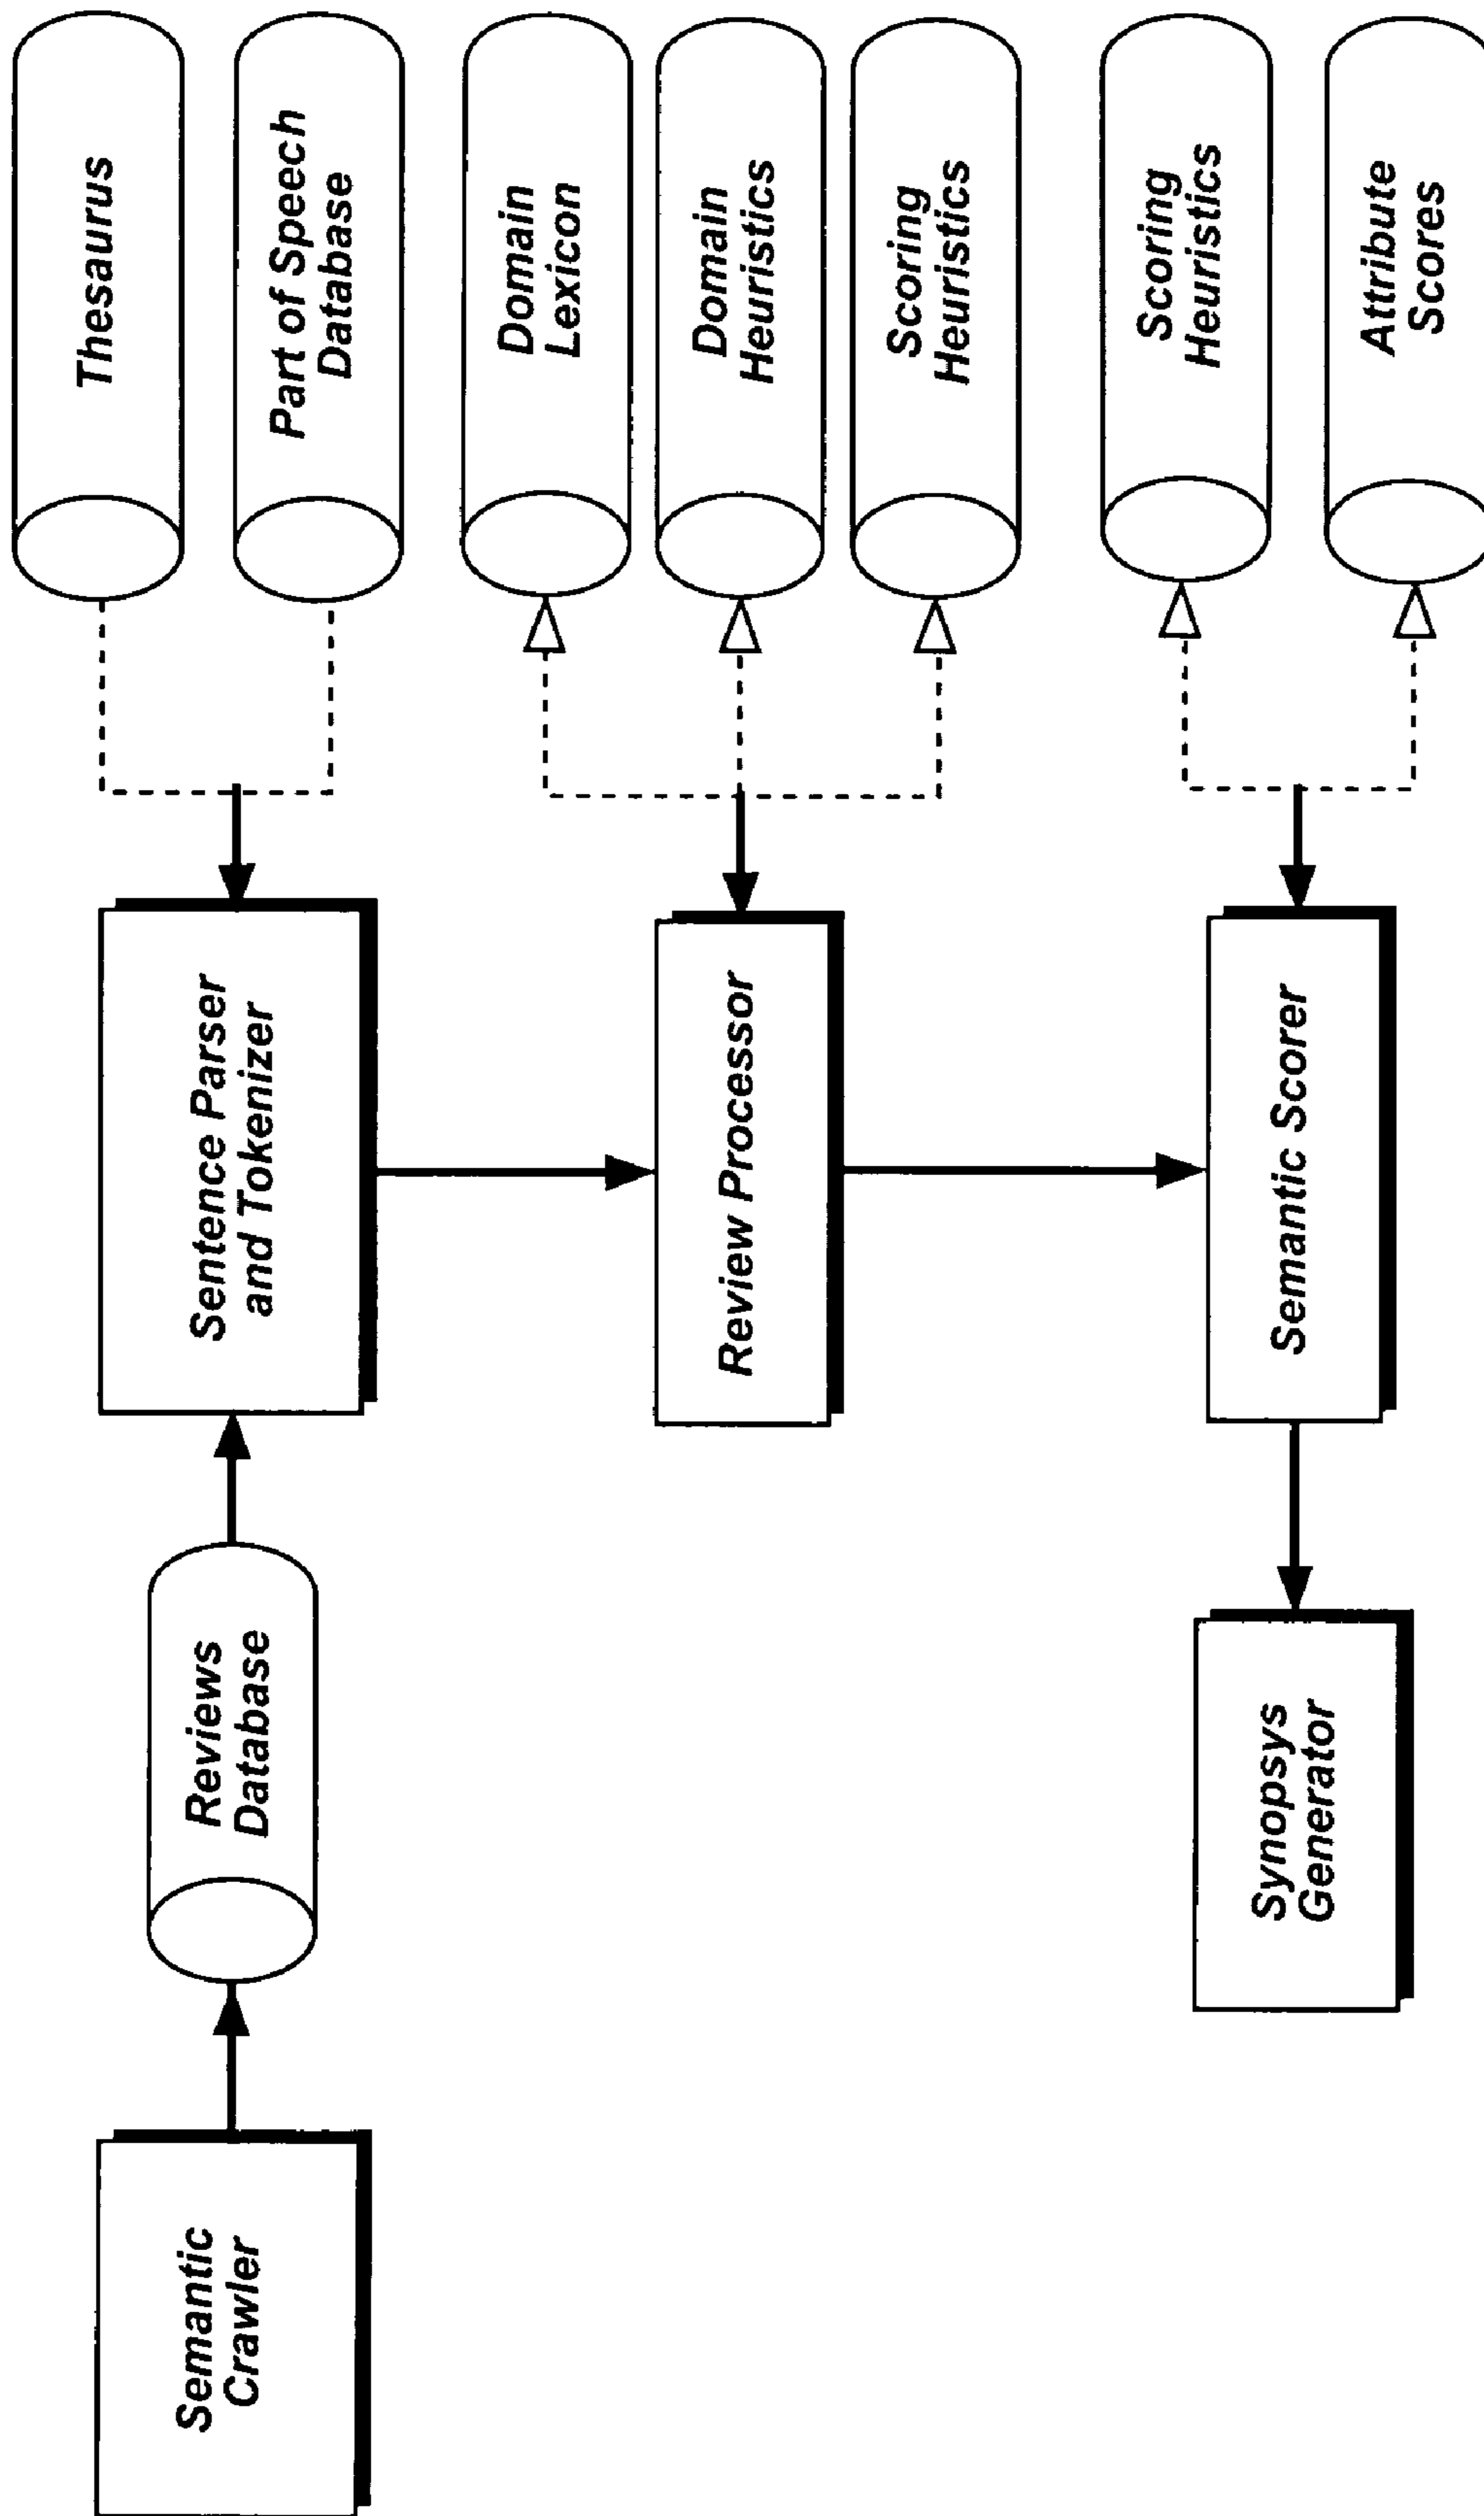 Semantic
Crawler
Reviews
Database
Sentence Parser
and Tokenizer
Thesaurus
Part of Speech
Database
Review Processor
Domain
Lexicon
Domain
Heuristics
Scoring
Heuristics
Synopsys
Generator
Semantic Scorer
Scoring
Heuristics
Attribute
Scores